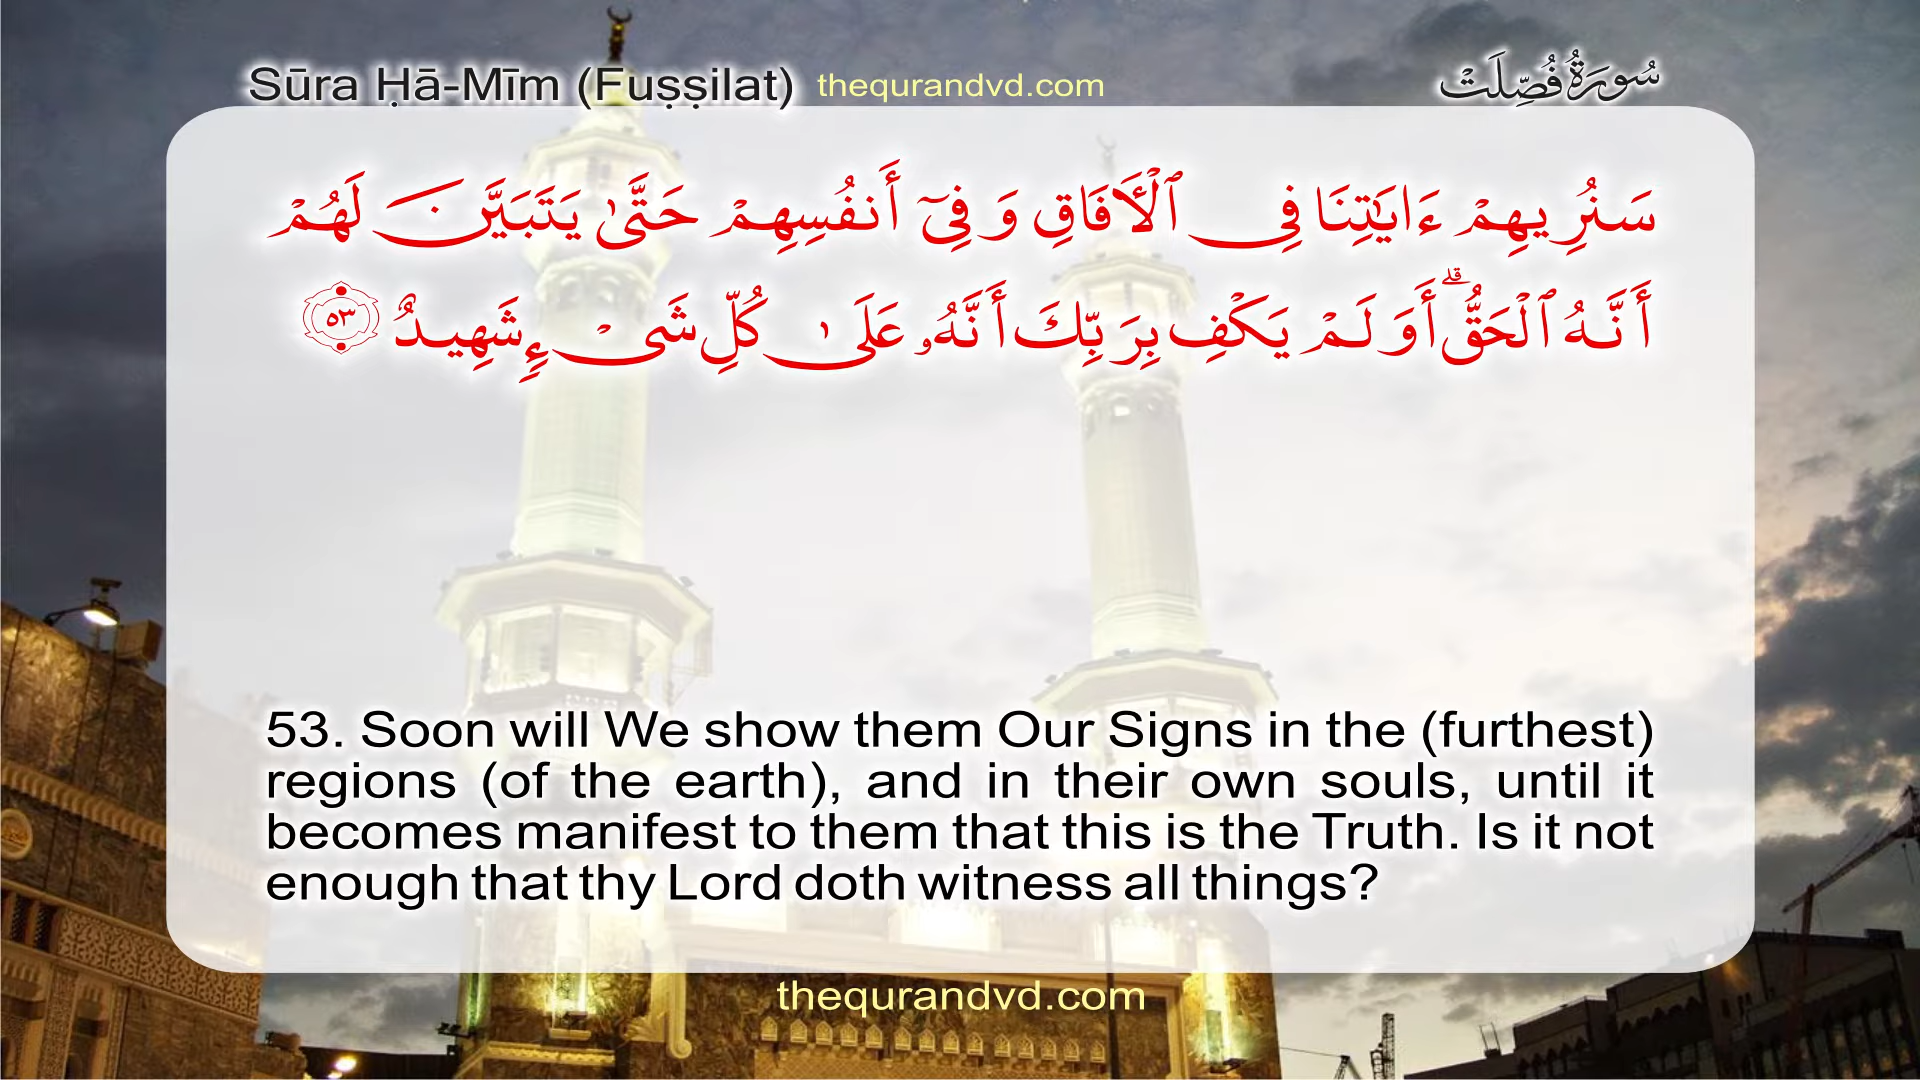 Sūra Ḥā-Mīm (Fuṣṣilat) thequrandvd.com سُورَةُ فُصِّلَتْ
سَنُرِيهِمْ ءَايَـٰتِنَا فِى ٱلْـَٔافَاقِ وَفِىٓ أَنفُسِهِمْ حَتَّىٰ يَتَبَيَّنَ لَهُمْ
أَنَّهُ ٱلْحَقُّ ۗ أَوَلَمْ يَكْفِ بِرَبِّكَ أَنَّهُۥ عَلَىٰ كُلِّ شَىْءٍ شَهِيدٌ ٥٣
53. Soon will We show them Our Signs in the (furthest)
regions (of the earth), and in their own souls, until it
becomes manifest to them that this is the Truth. Is it not
enough that thy Lord doth witness all things?
thequrandvd.com